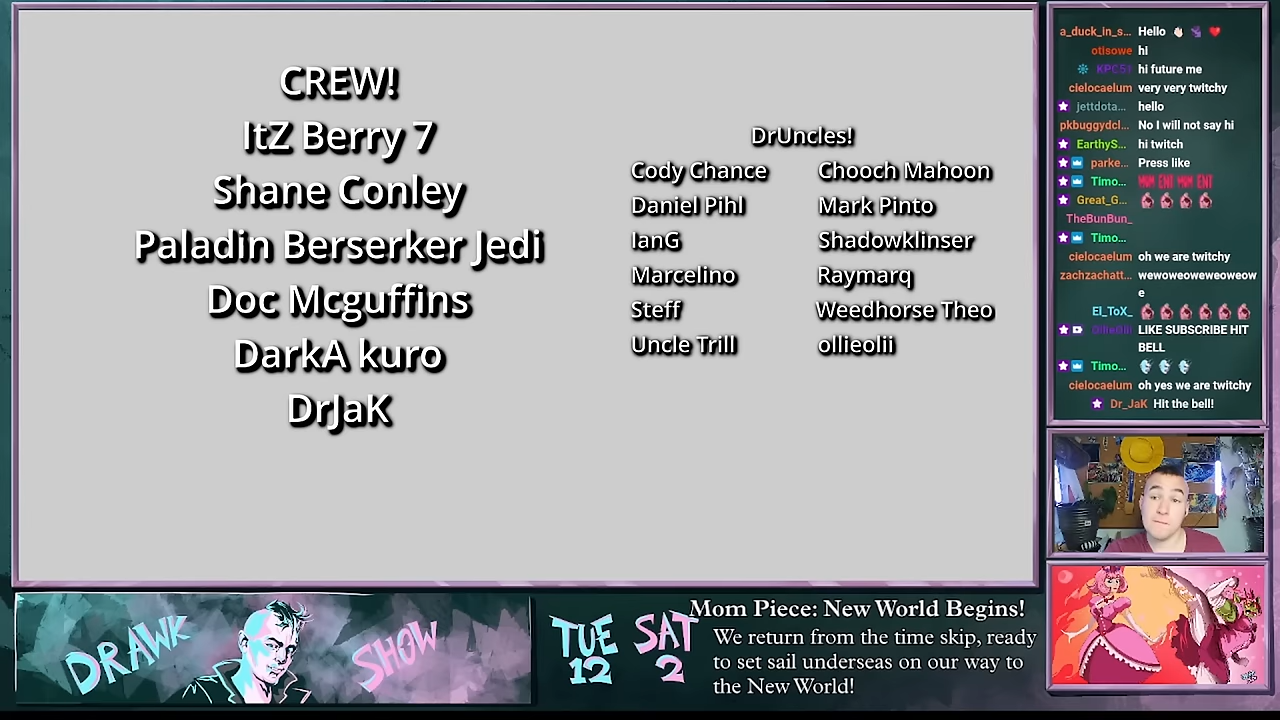 CREW!
ItZ Berry 7
Shane Conley
Paladin Berserker Jedi
Doc Mcguffins
DarkA kuro
DrJaK
DrUncles!
Cody Chance
Chooch Mahoon
Daniel Pihl
Mark Pinto
IanG
Shadowklinser
Marcelino
Raymarq
Steff
Weedhorse Theo
Uncle Trill
ollieolii
a_duck_in_s... Hello
otisowe hi
KPC51 hi future me
cielocaelum very very twitchy
jettdota... hello
pkbuggydcl... No I will not say hi
EarthyS... hi twitch
parke... Press like
Timo...
Great_G...
TheBunBun_
Timo...
cielocaelum oh we are twitchy
zachzachatt... wewoweoweweoweow
e
El_ToX_
LIKE SUBSCRIBE HIT
BELL
Timo...
cielocaelum oh yes we are twitchy
Dr_JaK Hit the bell!
DRAWK
SHOW
TUE
12
SAT
2
Mom Piece: New World Begins!
We return from the time skip, ready
to set sail underseas on our way to
the New World!